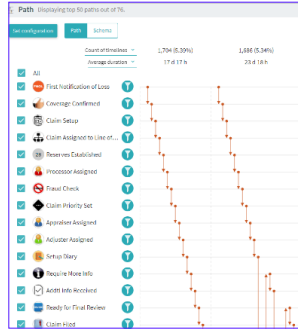 Path Displaying top 50 paths out of 76.
Set configuration Path Schema
Count of timelines 1,704 (5.39%) 1,686 (5.34%)
Average duration 17 d 17 h 23 d 18 h
All
First Notification of Loss
Coverage Confirmed
Claim Setup
Claim Assigned to Line of...
Reserves Established
Processor Assigned
Fraud Check
Claim Priority Set
Appraiser Assigned
Adjuster Assigned
Setup Diary
Require More Info
Addtl Info Received
Ready for Final Review
Claim Filed